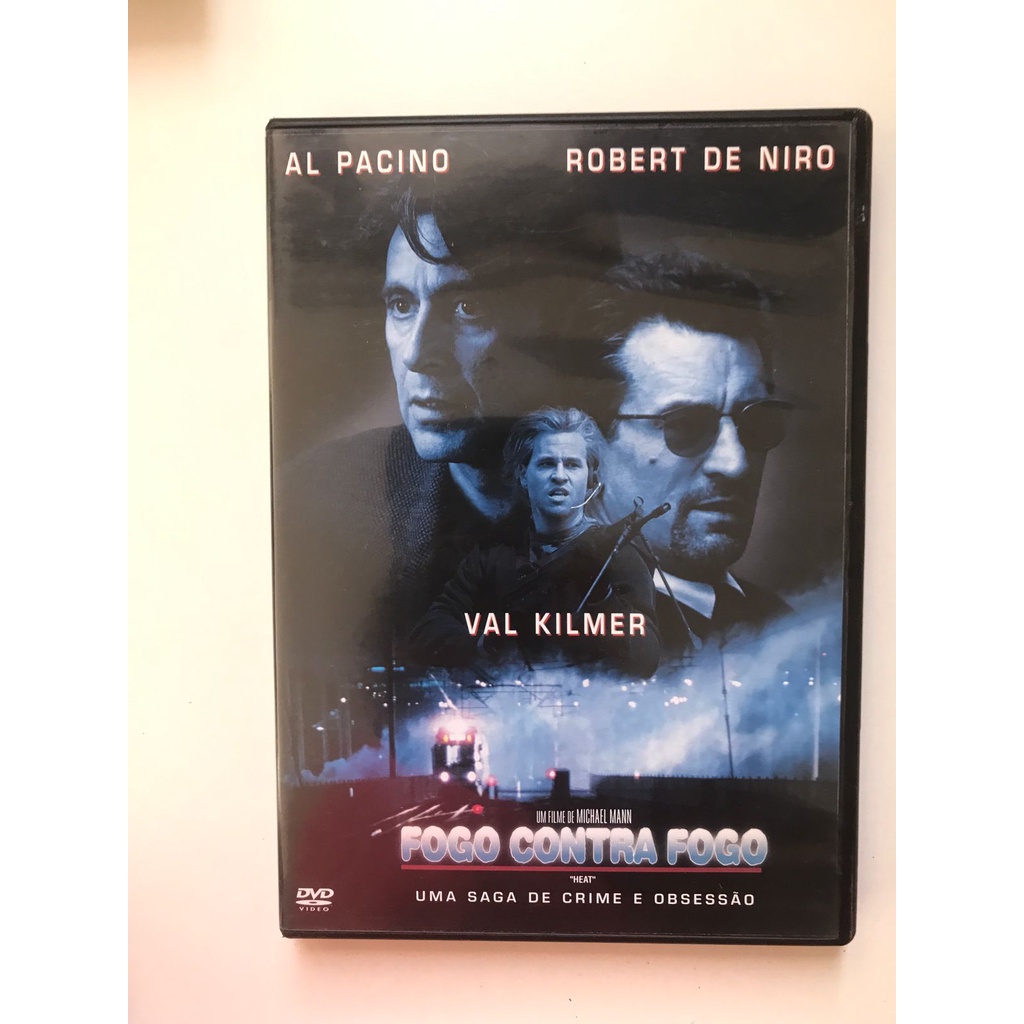 AL PACINO ROBERT DE NIRO
VAL KILMER
UM FILME DE MICHAEL MANN
FOGO CONTRA FOGO
"HEAT"
UMA SAGA DE CRIME E OBSESSÃO
DVD
VIDEO